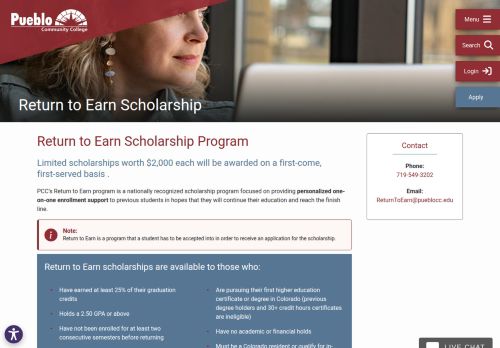 Pueblo
Community College
Menu
Search
Login
Apply
Return to Earn Scholarship
Return to Earn Scholarship Program
Limited scholarships worth $2,000 each will be awarded on a first-come,
first-served basis .
PCC's Return to Earn program is a nationally recognized scholarship program focused on providing personalized one-
on-one enrollment support to previous students in hopes that they will continue their education and reach the finish
line.
Note:
Return to Earn is a program that a student has to be accepted into in order to receive an application for the scholarship.
Return to Earn scholarships are available to those who:
Have earned at least 25% of their graduation
credits
Holds a 2.50 GPA or above
Have not been enrolled for at least two
consecutive semesters before returning
Are pursuing their first higher education
certificate or degree in Colorado (previous
degree holders and 30+ credit hours certificates
are ineligible)
Have no academic or financial holds
Must be a Colorado resident or qualify for in-
Contact
Phone:
719-549-3202
Email:
ReturnToEarn@pueblocc.edu
LIVE CHAT